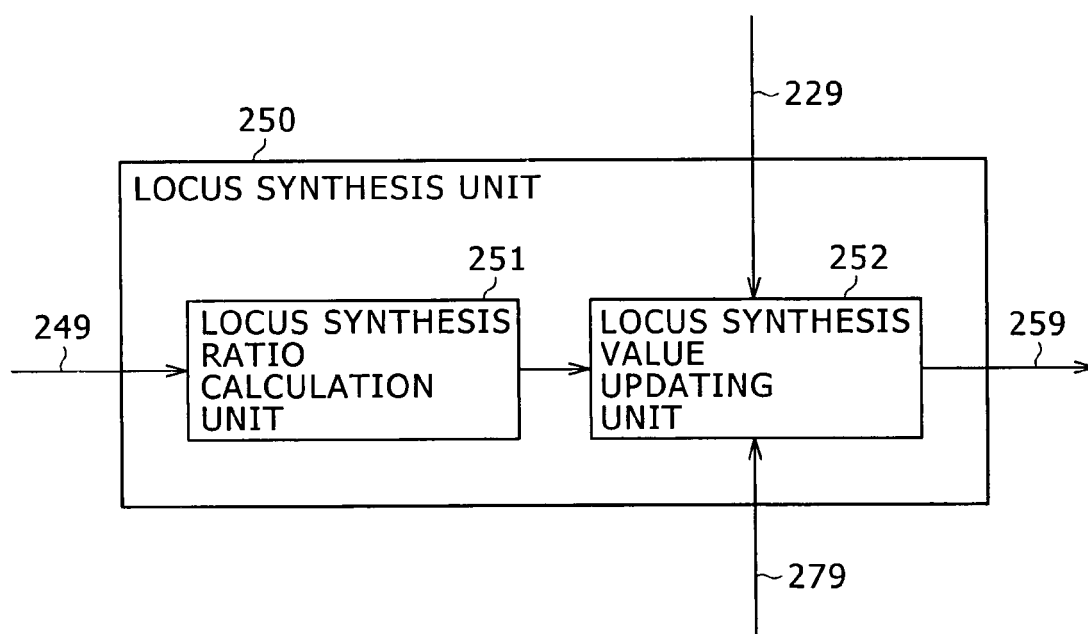 229
250
LOCUS SYNTHESIS UNIT
251
252
249
LOCUS SYNTHESIS
RATIO
CALCULATION
UNIT
LOCUS SYNTHESIS
VALUE
UPDATING
UNIT
259
279